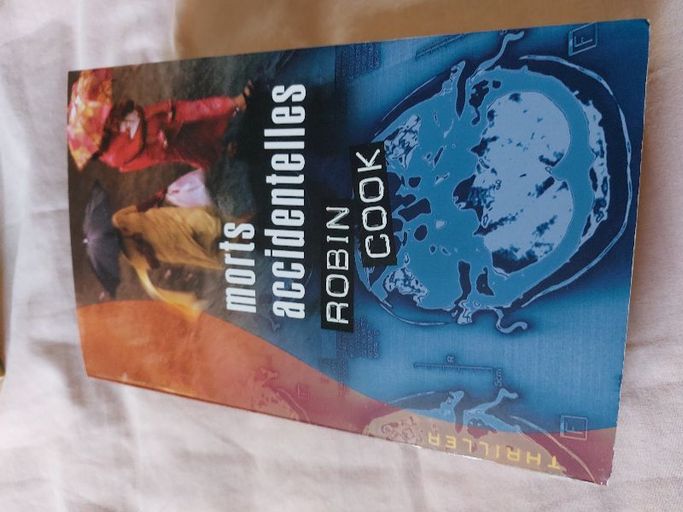 morts
accidentelles
ROBIN
COOK
THRILLER